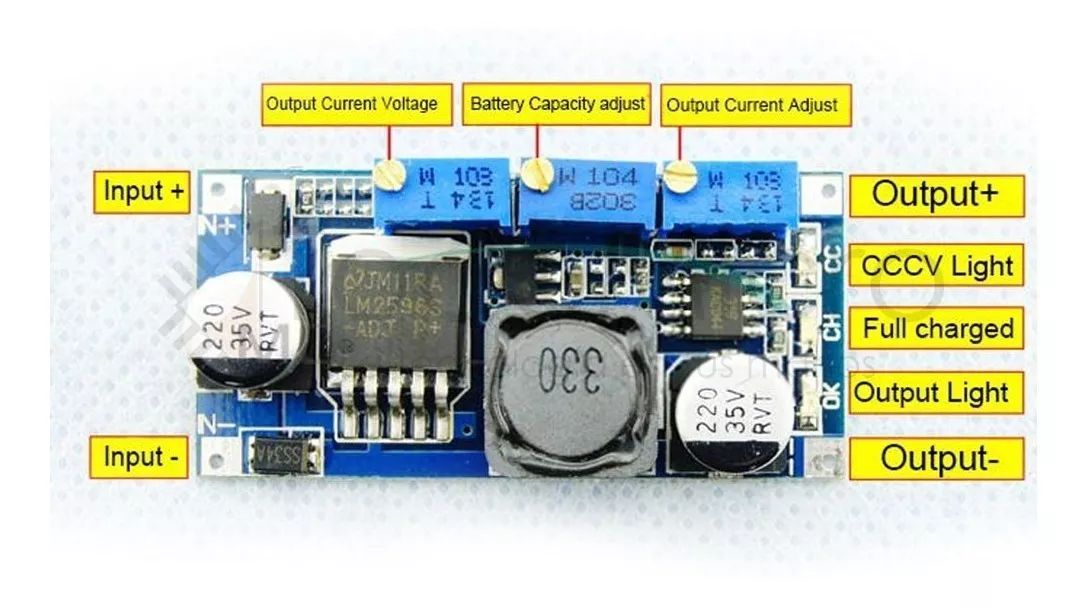 Output Current Voltage
Battery Capacity adjust
Output Current Adjust
Input +
Output+
W 103
T 134
W 104
302B
W 103
T 134
N+
CC
CCCV Light
JM11RA
LM2596S
-ADJ P+
220
35V
RVT
CH
Full charged
330
220
35V
RVT
OK
Output Light
N-
SS34A
Input -
Output-